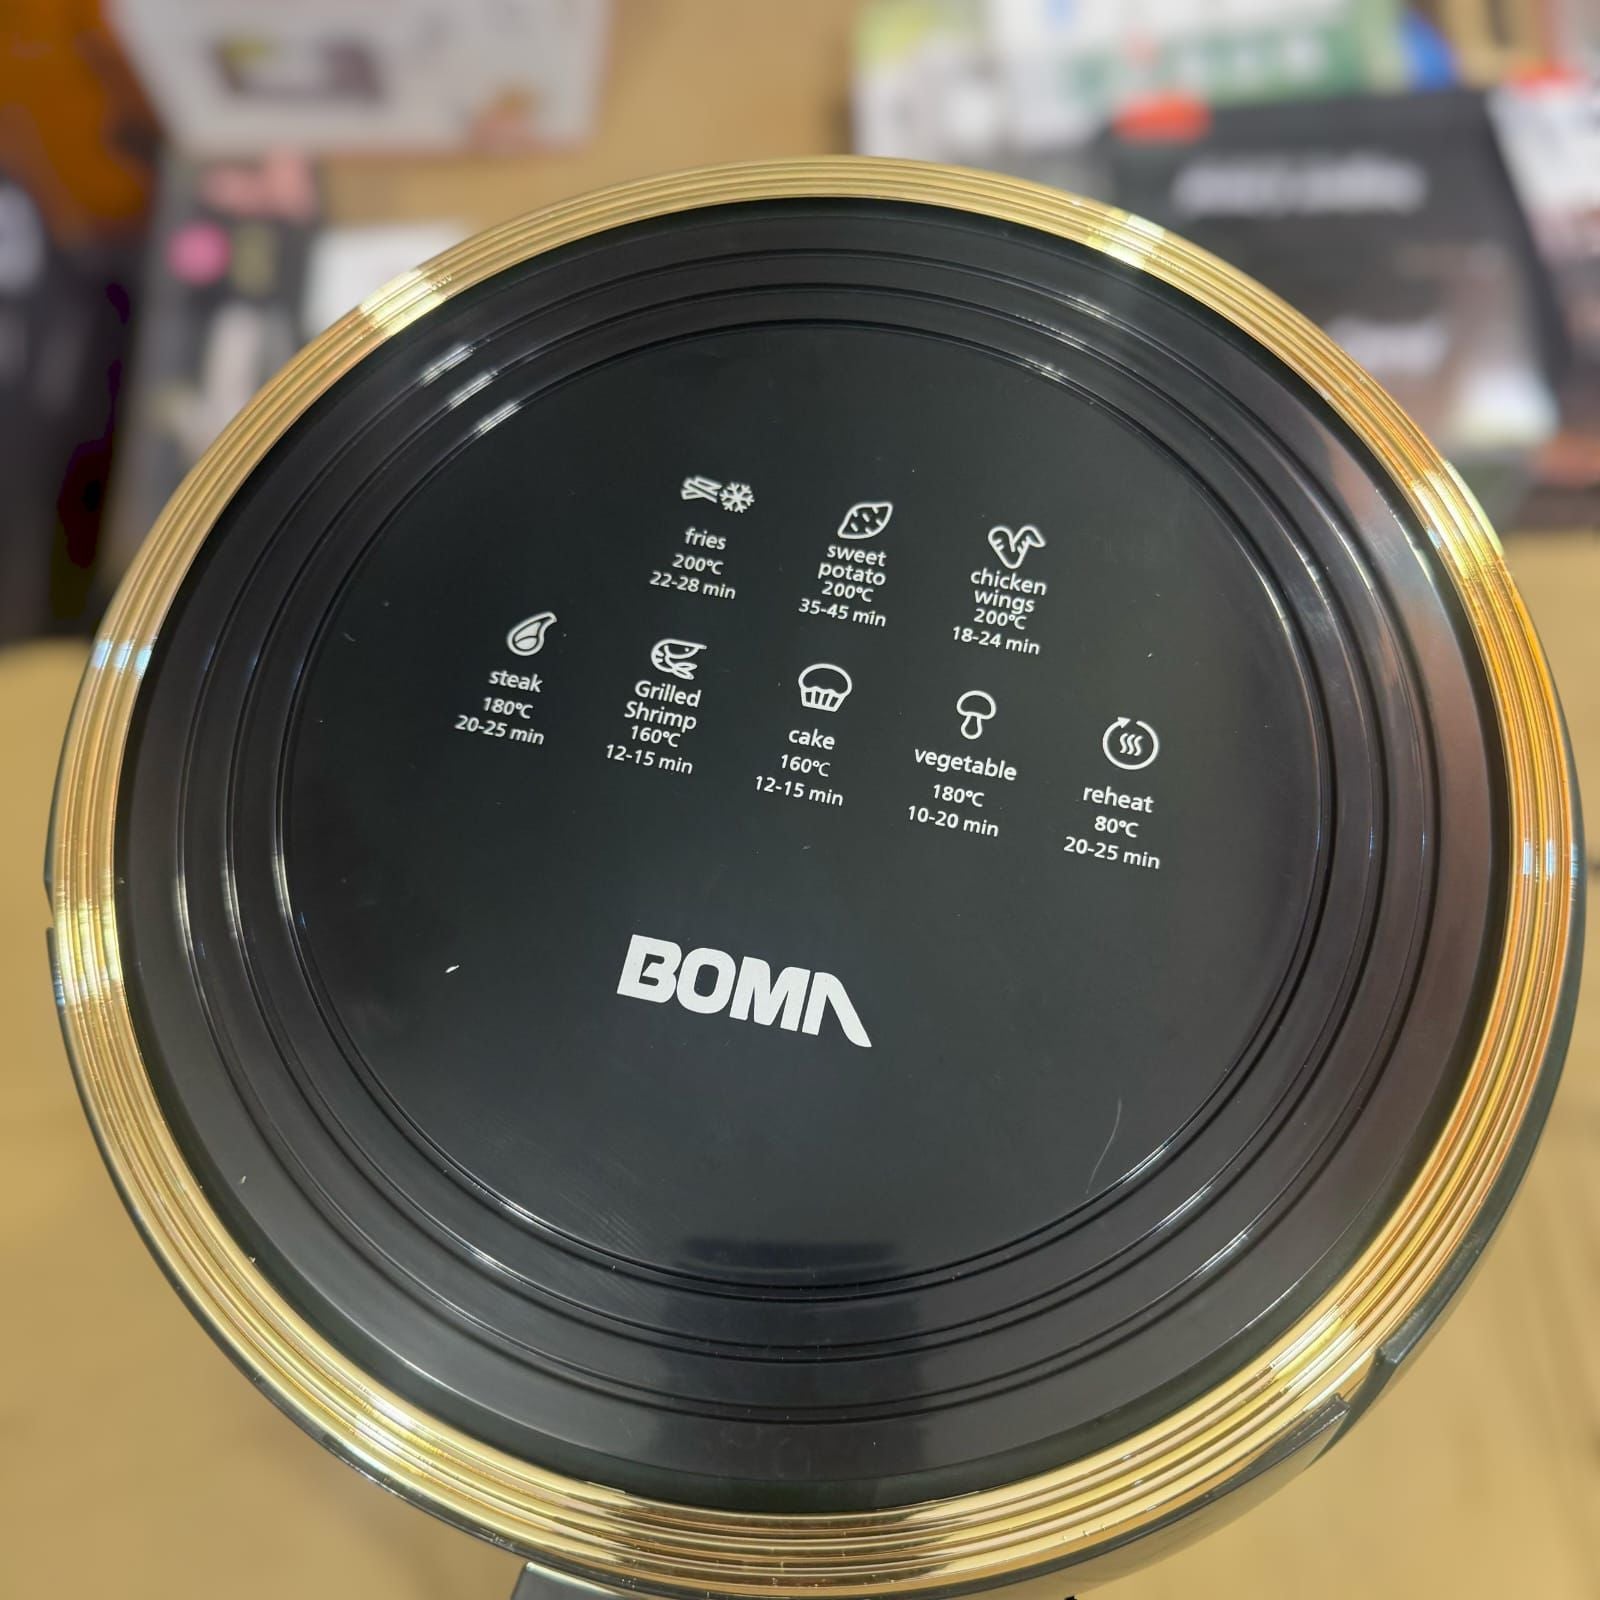 fries
200℃
22-28 min
sweet
potato
200℃
35-45 min
chicken
wings
200℃
18-24 min
steak
180℃
20-25 min
Grilled
Shrimp
160℃
12-15 min
cake
160℃
12-15 min
vegetable
180℃
10-20 min
reheat
80℃
20-25 min
BOMA